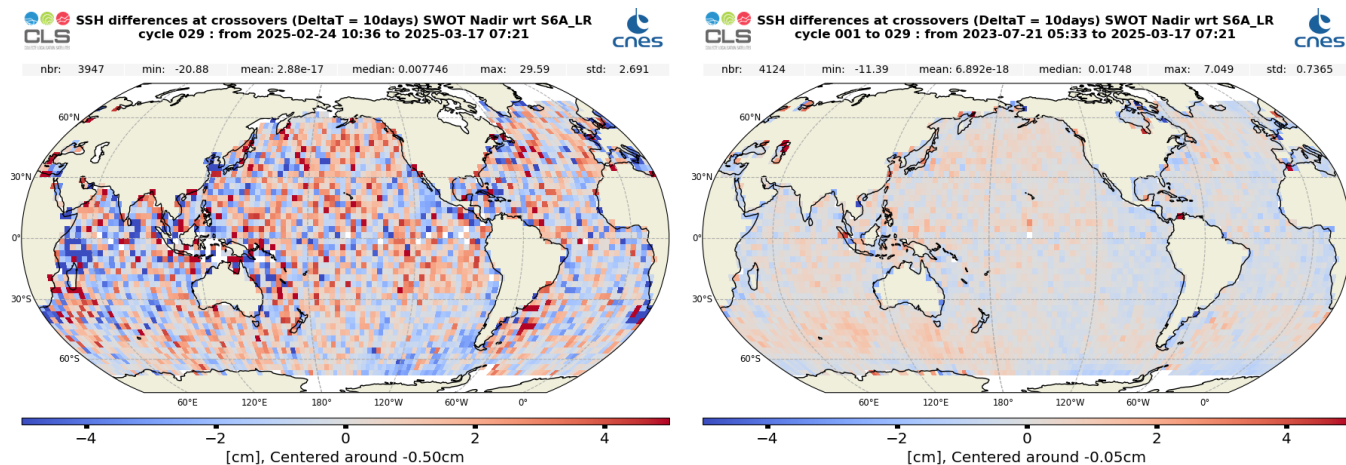 SSH differences at crossovers (DeltaT = 10days) SWOT Nadir wrt S6A_LR
cycle 029 : from 2025-02-24 10:36 to 2025-03-17 07:21
CLS
cnes
nbr: 3947 min: -20.88 mean: 2.88e-17 median: 0.007746 max: 29.59 std: 2.691
60°N
30°N
0°
30°S
60°S
60°E 120°E 180° 120°W 60°W 0°
−4 −2 0 2 4
[cm], Centered around -0.50cm
SSH differences at crossovers (DeltaT = 10days) SWOT Nadir wrt S6A_LR
cycle 001 to 029 : from 2023-07-21 05:33 to 2025-03-17 07:21
CLS
cnes
nbr: 4124 min: -11.39 mean: 6.892e-18 median: 0.01748 max: 7.049 std: 0.7365
60°N
30°N
0°
30°S
60°S
60°E 120°E 180° 120°W 60°W 0°
−4 −2 0 2 4
[cm], Centered around -0.05cm